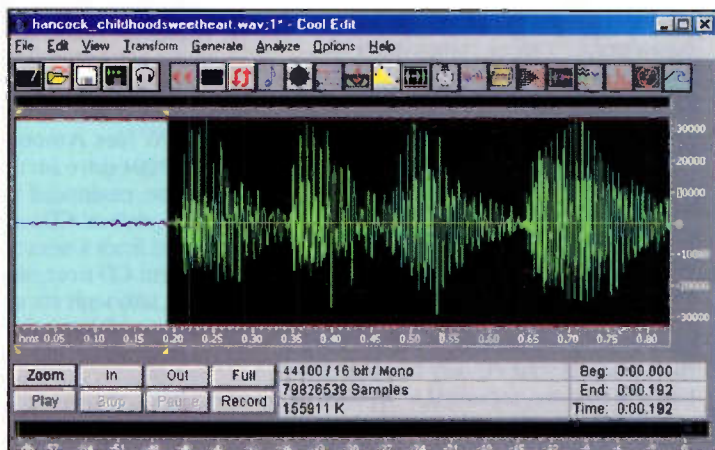 hancock_childhoodsweetheart.wav;1* - Cool Edit
File Edit View Transform Generate Analyze Options Help
30000
20000
10000
0
-10000
-20000
-30000
hms 0.05 0.10 0.15 0.20 0.25 0.30 0.35 0.40 0.45 0.50 0.55 0.60 0.65 0.70 0.75 0.80
Zoom In Out Full 44100 / 16 bit / Mono Beg: 0:00.000
79826539 Samples End: 0:00.192
Play Stop Pause Record 155911 K Time: 0:00.192